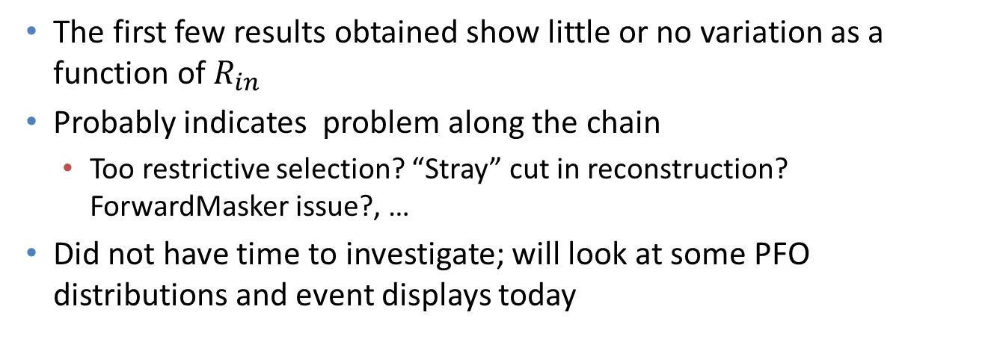 • The first few results obtained show little or no variation as a
function of R_in
• Probably indicates  problem along the chain
• Too restrictive selection? “Stray” cut in reconstruction?
ForwardMasker issue?, …
• Did not have time to investigate; will look at some PFO
distributions and event displays today